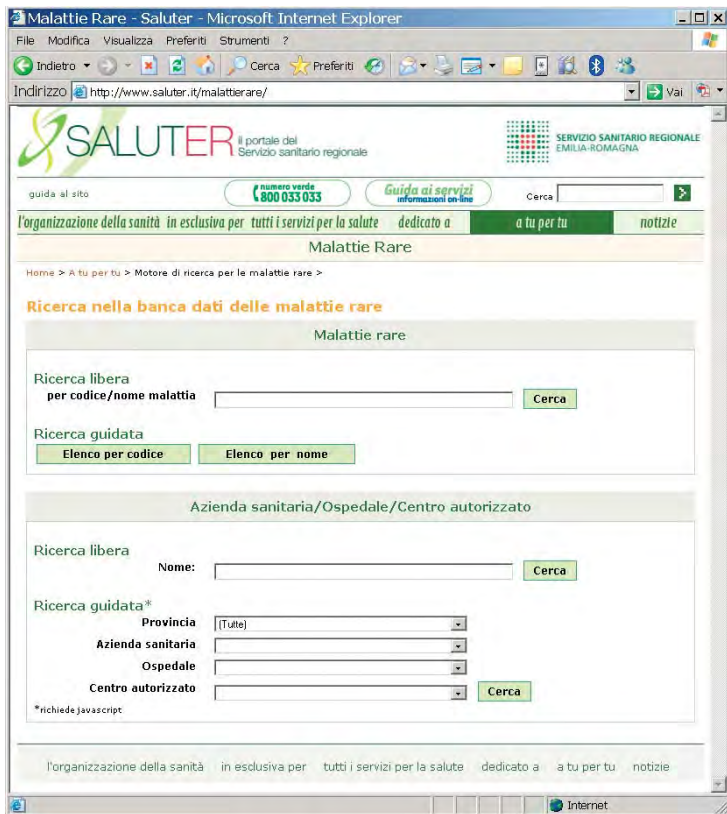 Malattie Rare - Saluter - Microsoft Internet Explorer
File Modifica Visualizza Preferiti Strumenti ?
Indietro Cerca Preferiti
Indirizzo http://www.saluter.it/malattierare/ Vai
SALUTER il portale del Servizio sanitario regionale
SERVIZIO SANITARIO REGIONALE
EMILIA-ROMAGNA
guida al sito numero verde 800 033 033 Guida ai servizi informazioni on-line Cerca
l'organizzazione della sanità in esclusiva per tutti i servizi per la salute dedicato a a tu per tu notizie
Malattie Rare
Home > A tu per tu > Motore di ricerca per le malattie rare >
Ricerca nella banca dati delle malattie rare
Malattie rare
Ricerca libera
per codice/nome malattia Cerca
Ricerca guidata
Elenco per codice Elenco per nome
Azienda sanitaria/Ospedale/Centro autorizzato
Ricerca libera
Nome: Cerca
Ricerca guidata*
Provincia (Tutte)
Azienda sanitaria
Ospedale
Centro autorizzato Cerca
*richiede javascript
l'organizzazione della sanità in esclusiva per tutti i servizi per la salute dedicato a a tu per tu notizie
Internet